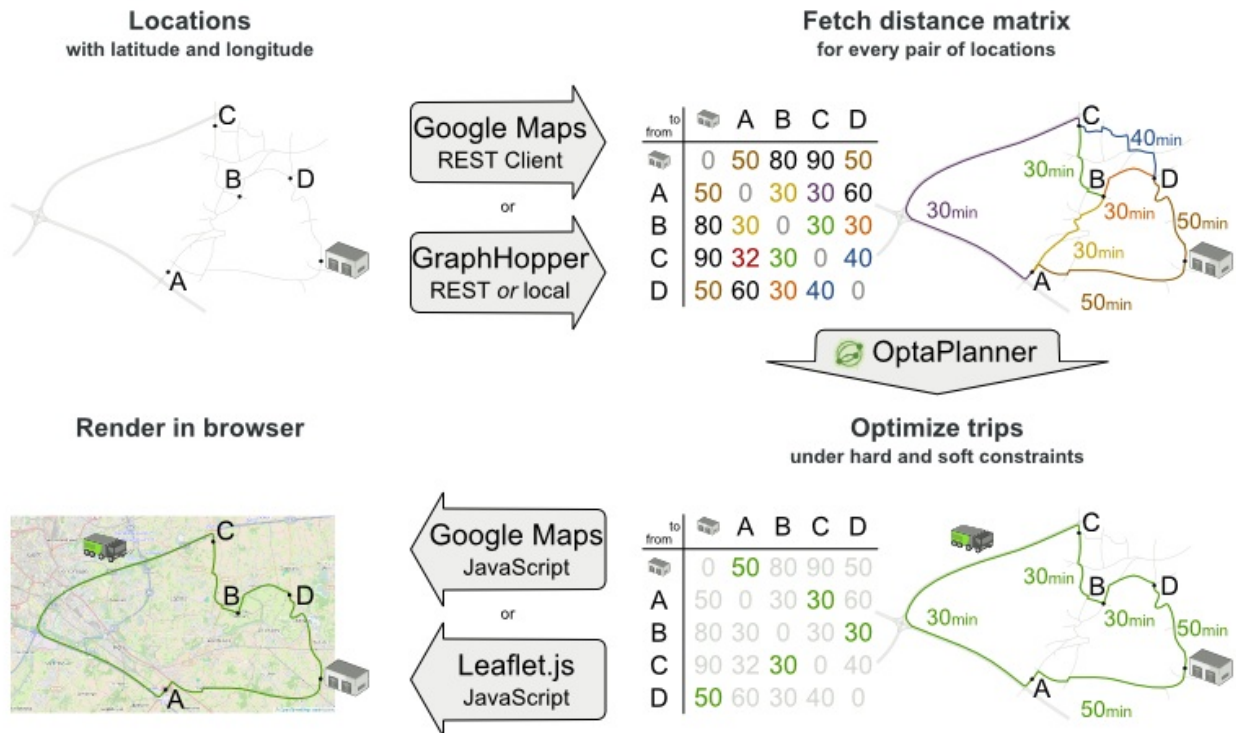 Locations
with latitude and longitude
C
B
D
A
Google Maps
REST Client
or
GraphHopper
REST or local
Fetch distance matrix
for every pair of locations
to
from
A B C D
0 50 80 90 50
A 50 0 30 30 60
B 80 30 0 30 30
C 90 32 30 0 40
D 50 60 30 40 0
C
40min
30min
D
B
30min
30min
50min
30min
A
50min
OptaPlanner
Optimize trips
under hard and soft constraints
to
from
A B C D
0 50 80 90 50
A 50 0 30 30 60
B 80 30 0 30 30
C 90 32 30 0 40
D 50 60 30 40 0
C
30min
D
B
30min
30min
50min
A
50min
Google Maps
JavaScript
or
Leaflet.js
JavaScript
Render in browser
C
B
D
A